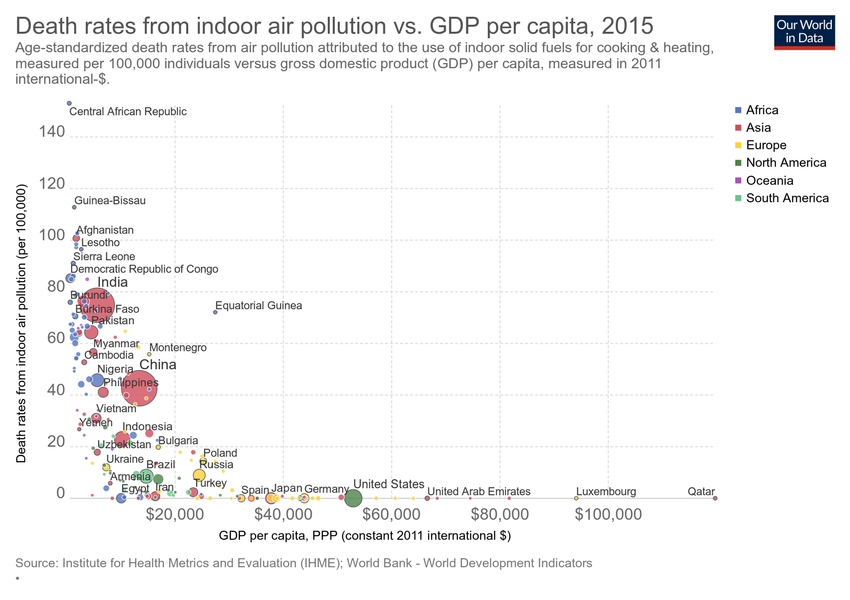 Death rates from indoor air pollution vs. GDP per capita, 2015
Our World
in Data
Age-standardized death rates from air pollution attributed to the use of indoor solid fuels for cooking & heating,
measured per 100,000 individuals versus gross domestic product (GDP) per capita, measured in 2011
international-$.
Africa
Asia
Europe
North America
Oceania
South America
Death rates from indoor air pollution (per 100,000)
140
120
100
80
60
40
20
0
Central African Republic
Guinea-Bissau
Afghanistan
Lesotho
Sierra Leone
Democratic Republic of Congo
India
Burundi
Equatorial Guinea
Burkina Faso
Pakistan
Myanmar
Montenegro
Cambodia
China
Nigeria
Philippines
Vietnam
Yemen
Indonesia
Uzbekistan
Bulgaria
Ukraine
Poland
Brazil
Russia
Armenia
Turkey
Egypt
Iran
Spain
Japan
Germany
United States
United Arab Emirates
Luxembourg
Qatar
$20,000
$40,000
$60,000
$80,000
$100,000
GDP per capita, PPP (constant 2011 international $)
Source: Institute for Health Metrics and Evaluation (IHME); World Bank - World Development Indicators
•